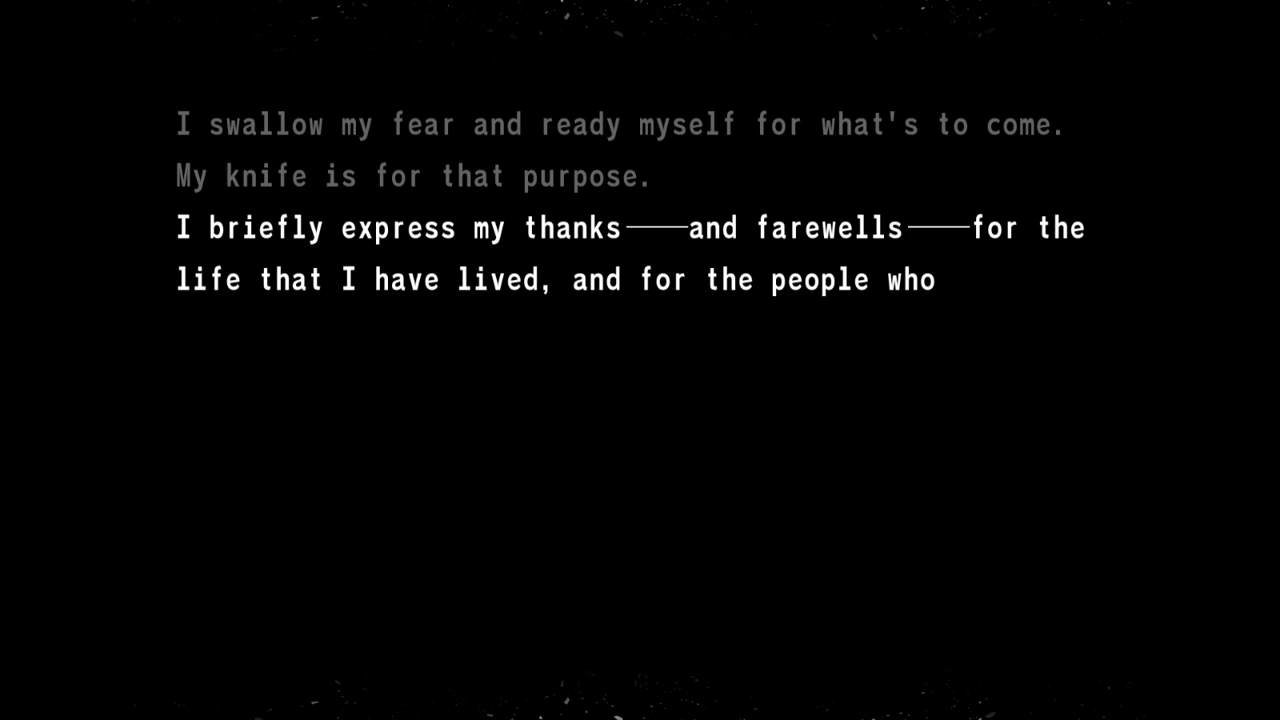 I swallow my fear and ready myself for what's to come.
My knife is for that purpose.
I briefly express my thanks——and farewells——for the
life that I have lived, and for the people who